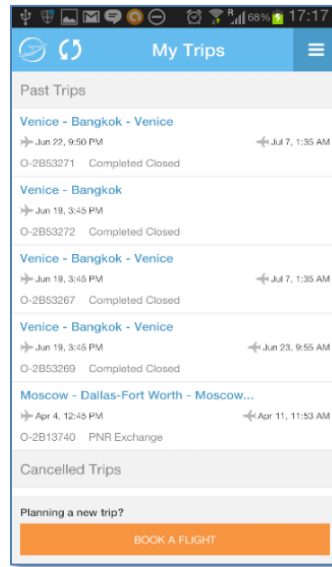 68% 17:17
My Trips
Past Trips
Venice - Bangkok - Venice
Jun 22, 9:50 PM Jul 7, 1:35 AM
O-2B53271 Completed Closed
Venice - Bangkok
Jun 19, 3:45 PM
O-2B53272 Completed Closed
Venice - Bangkok - Venice
Jun 19, 3:45 PM Jul 7, 1:35 AM
O-2B53267 Completed Closed
Venice - Bangkok - Venice
Jun 19, 3:45 PM Jun 23, 9:55 AM
O-2B53269 Completed Closed
Moscow - Dallas-Fort Worth - Moscow...
Apr 4, 12:45 PM Apr 11, 11:53 AM
O-2B13740 PNR Exchange
Cancelled Trips
Planning a new trip?
BOOK A FLIGHT